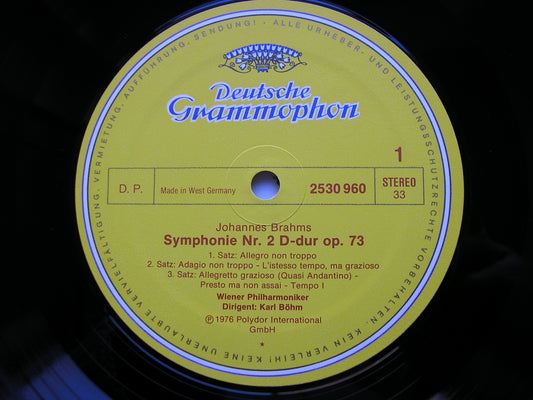 KEINE UNERLAUBTE VERVIELFÄLTIGUNG, VERMIETUNG, AUFFÜHRUNG, SENDUNG! · ALLE URHEBER- UND LEISTUNGSSCHUTZRECHTE VORBEHALTEN · KEIN VERLEIH!
Deutsche
Grammophon
1
D. P.
Made in West Germany
2530 960
STEREO
33
Johannes Brahms
Symphonie Nr. 2 D-dur op. 73
1. Satz: Allegro non troppo
2. Satz: Adagio non troppo - L'istesso tempo, ma grazioso
3. Satz: Allegretto grazioso (Quasi Andantino) -
Presto ma non assai - Tempo I
Wiener Philharmoniker
Dirigent: Karl Böhm
Ⓟ 1976 Polydor International
GmbH
*